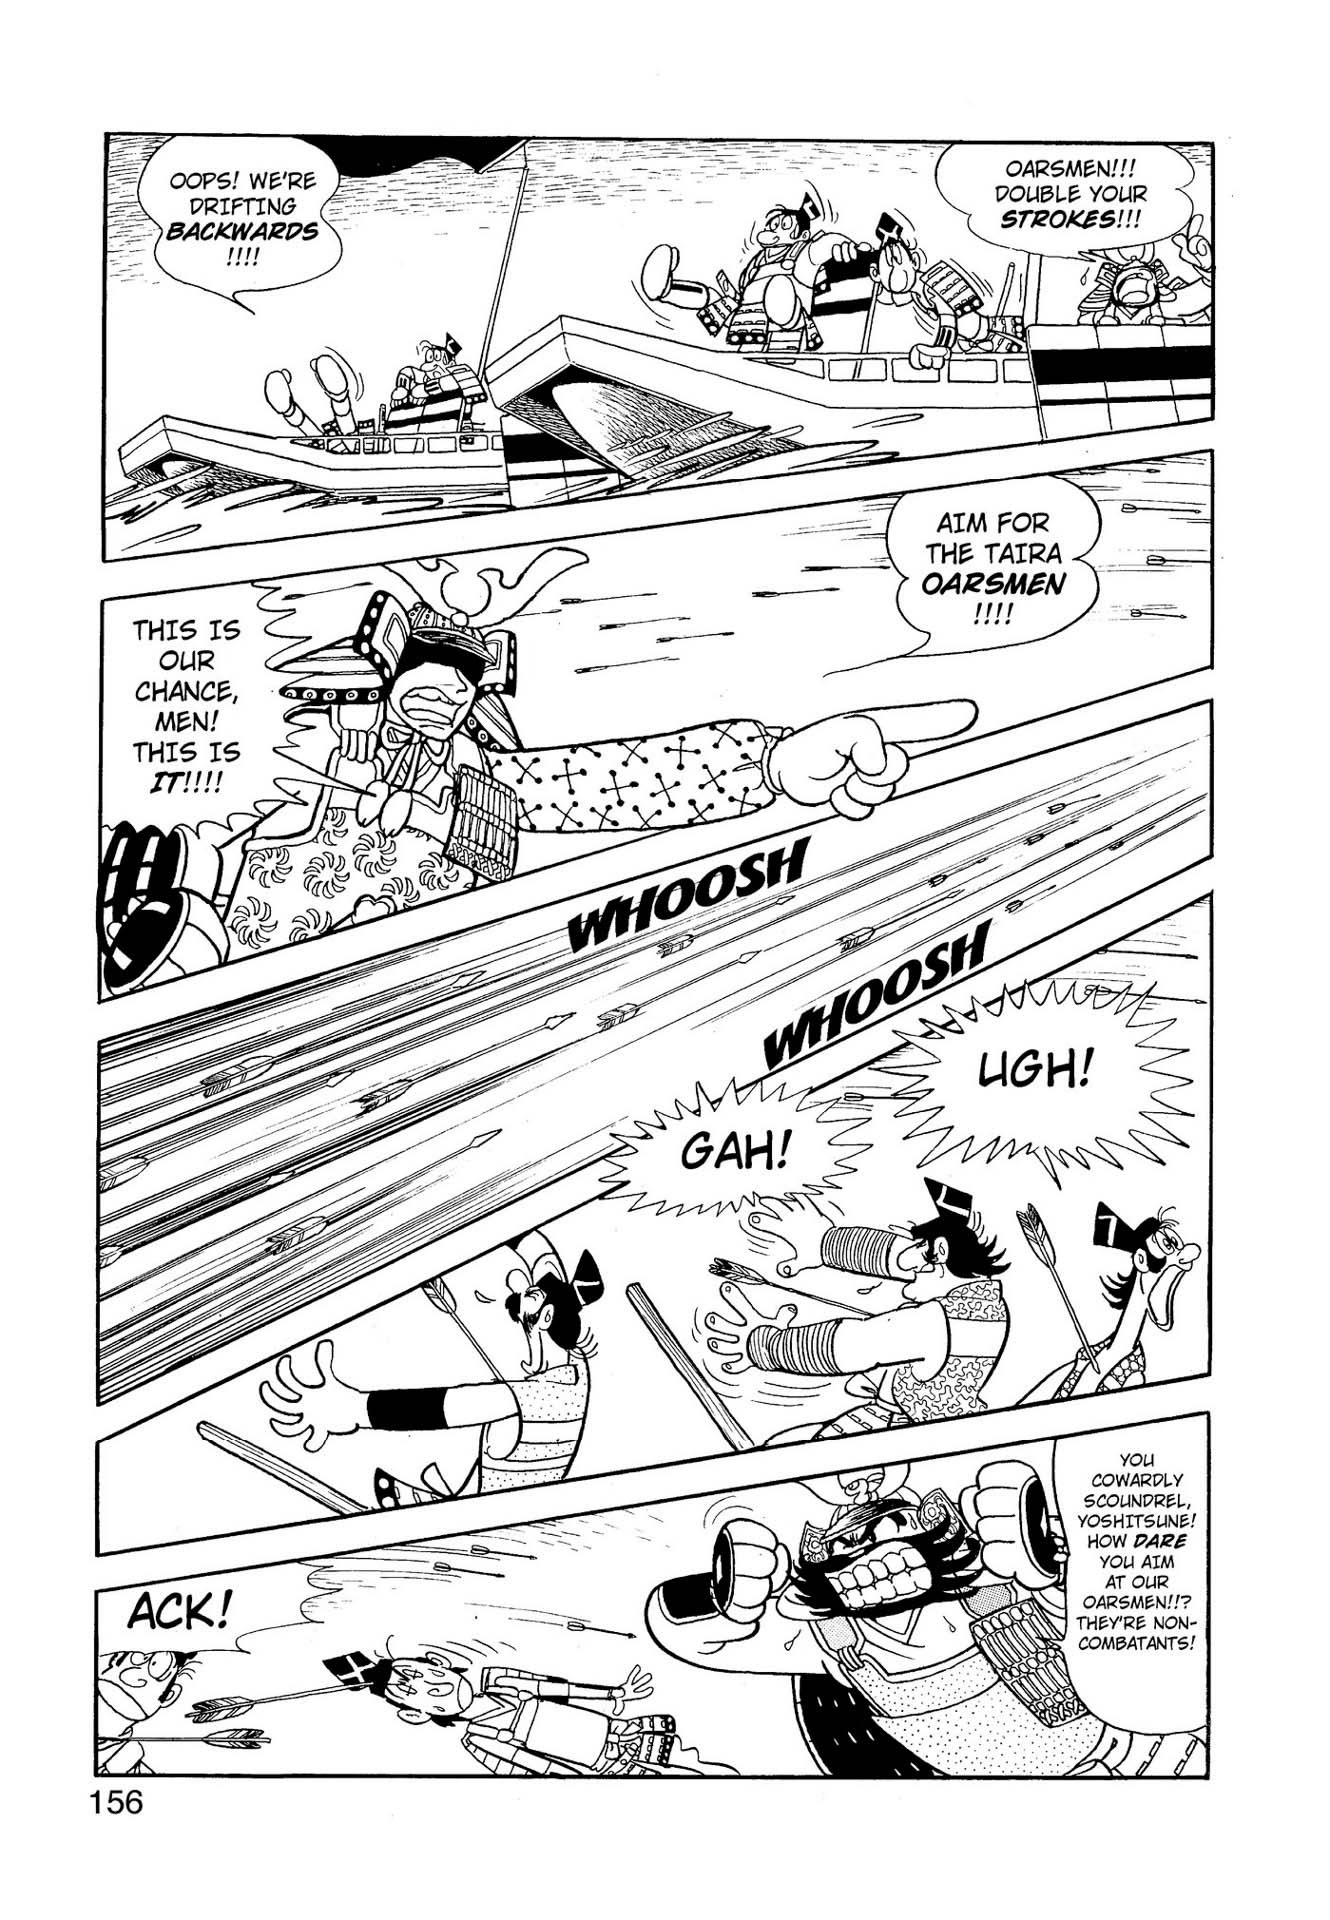 OARSMEN!!!
DOUBLE YOUR
STROKES!!!
OOPS! WE'RE
DRIFTING
BACKWARDS
!!!!
AIM FOR
THE TAIRA
OARSMEN
!!!!
THIS IS
OUR
CHANCE,
MEN!
THIS IS
IT!!!!
WHOOSH
WHOOSH
UGH!
GAH!
YOU
COWARDLY
SCOUNDREL,
YOSHITSUNE!
HOW DARE
YOU AIM
AT OUR
OARSMEN!!?
THEY'RE NON-
COMBATANTS!
ACK!
156